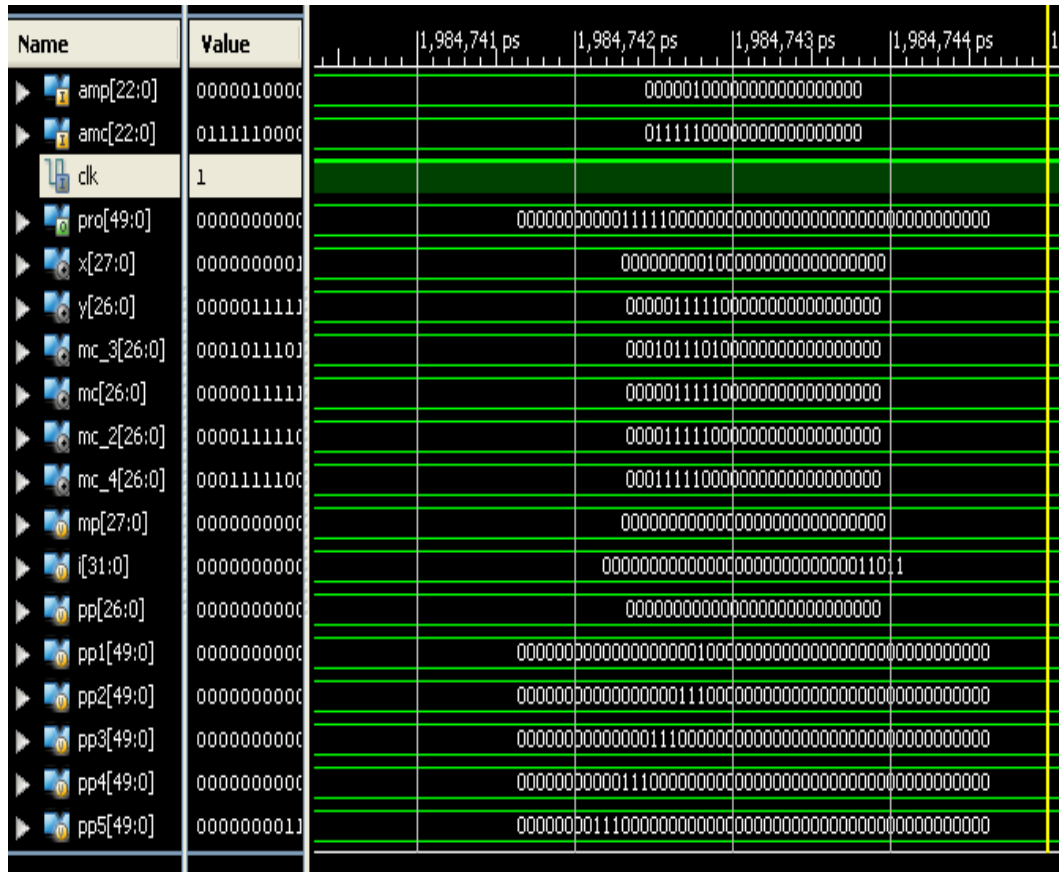 Name Value 1,984,741 ps 1,984,742 ps 1,984,743 ps 1,984,744 ps 1
amp[22:0] 0000010000 00000100000000000000000
amc[22:0] 0111110000 01111100000000000000000
clk 1
pro[49:0] 0000000000 00000000000111110000000000000000000000000000000000
x[27:0] 0000000001 0000000001000000000000000000
y[26:0] 0000011111 000001111100000000000000000
mc_3[26:0] 0001011101 000101110100000000000000000
mc[26:0] 0000011111 000001111100000000000000000
mc_2[26:0] 0000111110 000011111000000000000000000
mc_4[26:0] 0001111100 000111110000000000000000000
mp[27:0] 0000000000 0000000000000000000000000000
i[31:0] 0000000000 00000000000000000000000000011011
pp[26:0] 0000000000 000000000000000000000000000
pp1[49:0] 0000000000 00000000000000000001000000000000000000000000000000
pp2[49:0] 0000000000 00000000000000000111000000000000000000000000000000
pp3[49:0] 0000000000 00000000000000111000000000000000000000000000000000
pp4[49:0] 0000000000 00000000000111000000000000000000000000000000000000
pp5[49:0] 0000000011 00000000111000000000000000000000000000000000000000